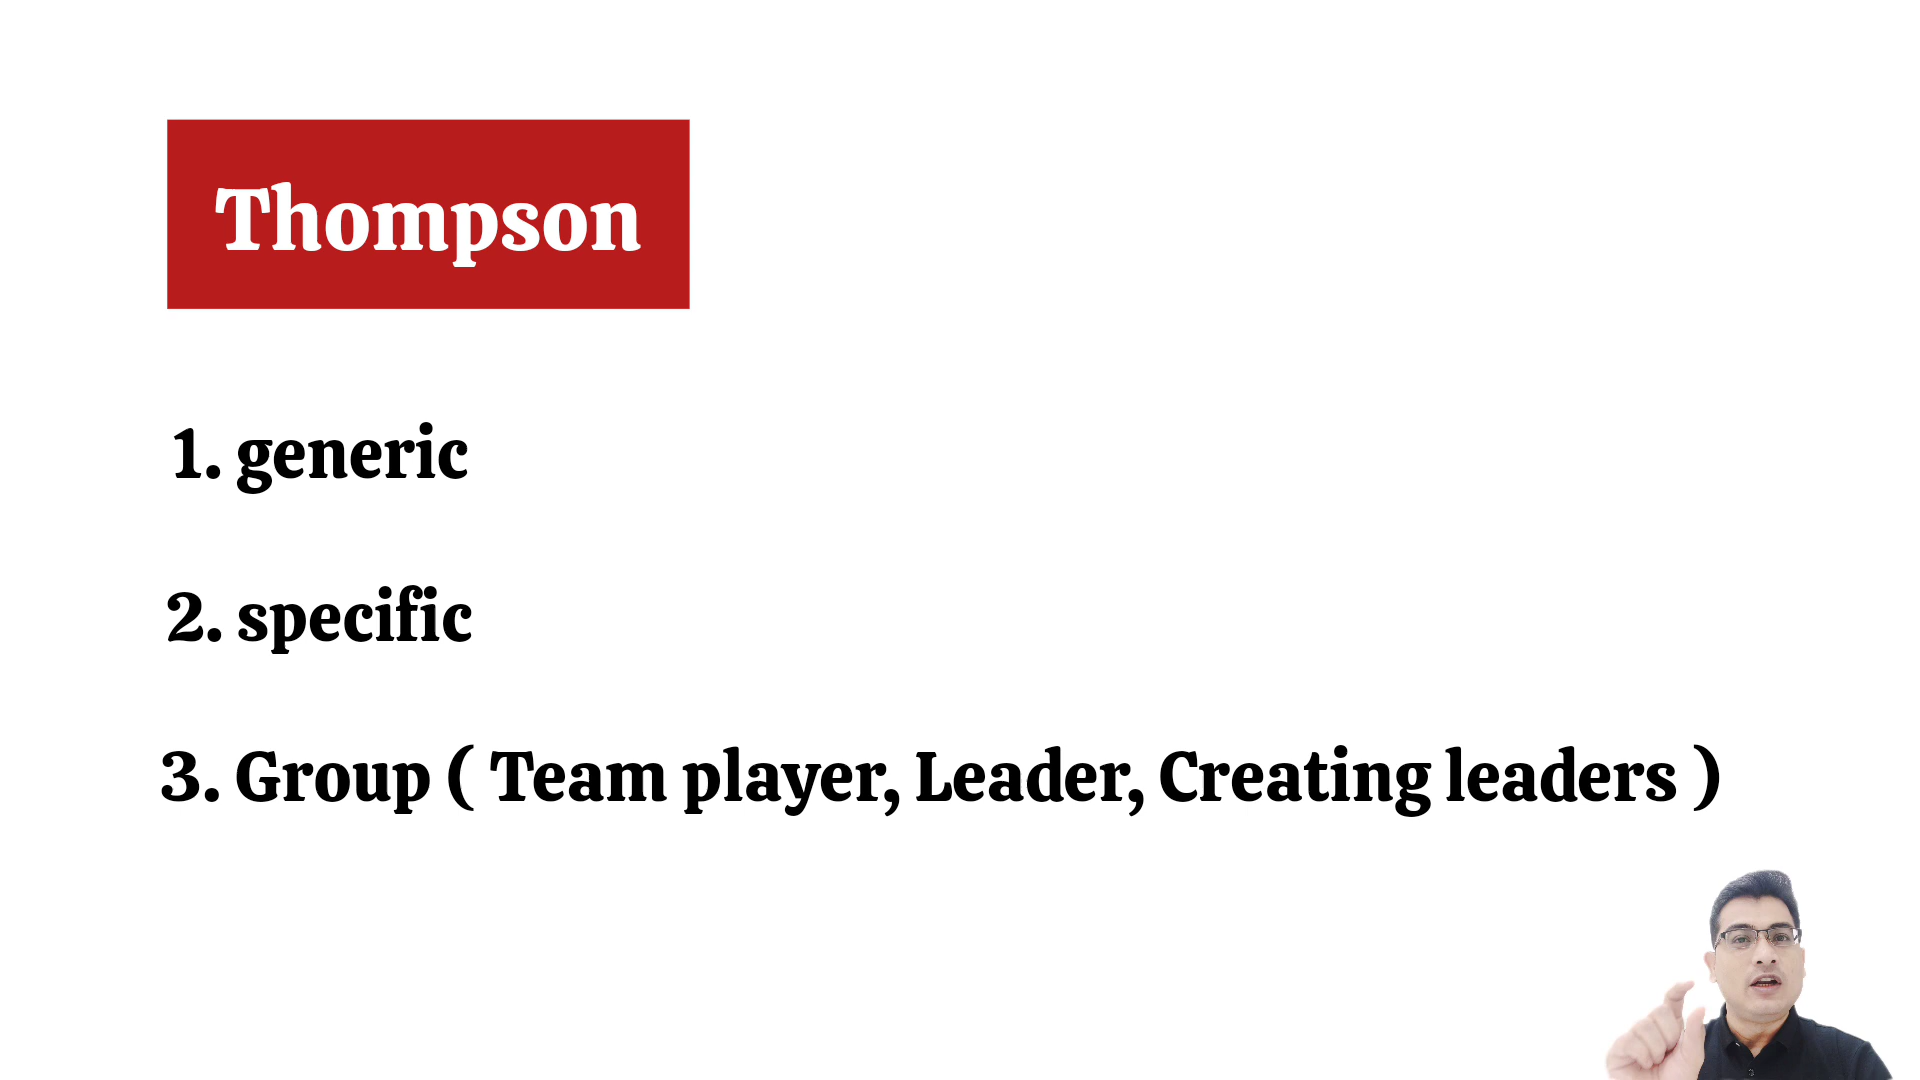 Thompson
1. generic
2. specific
3. Group ( Team player, Leader, Creating leaders )